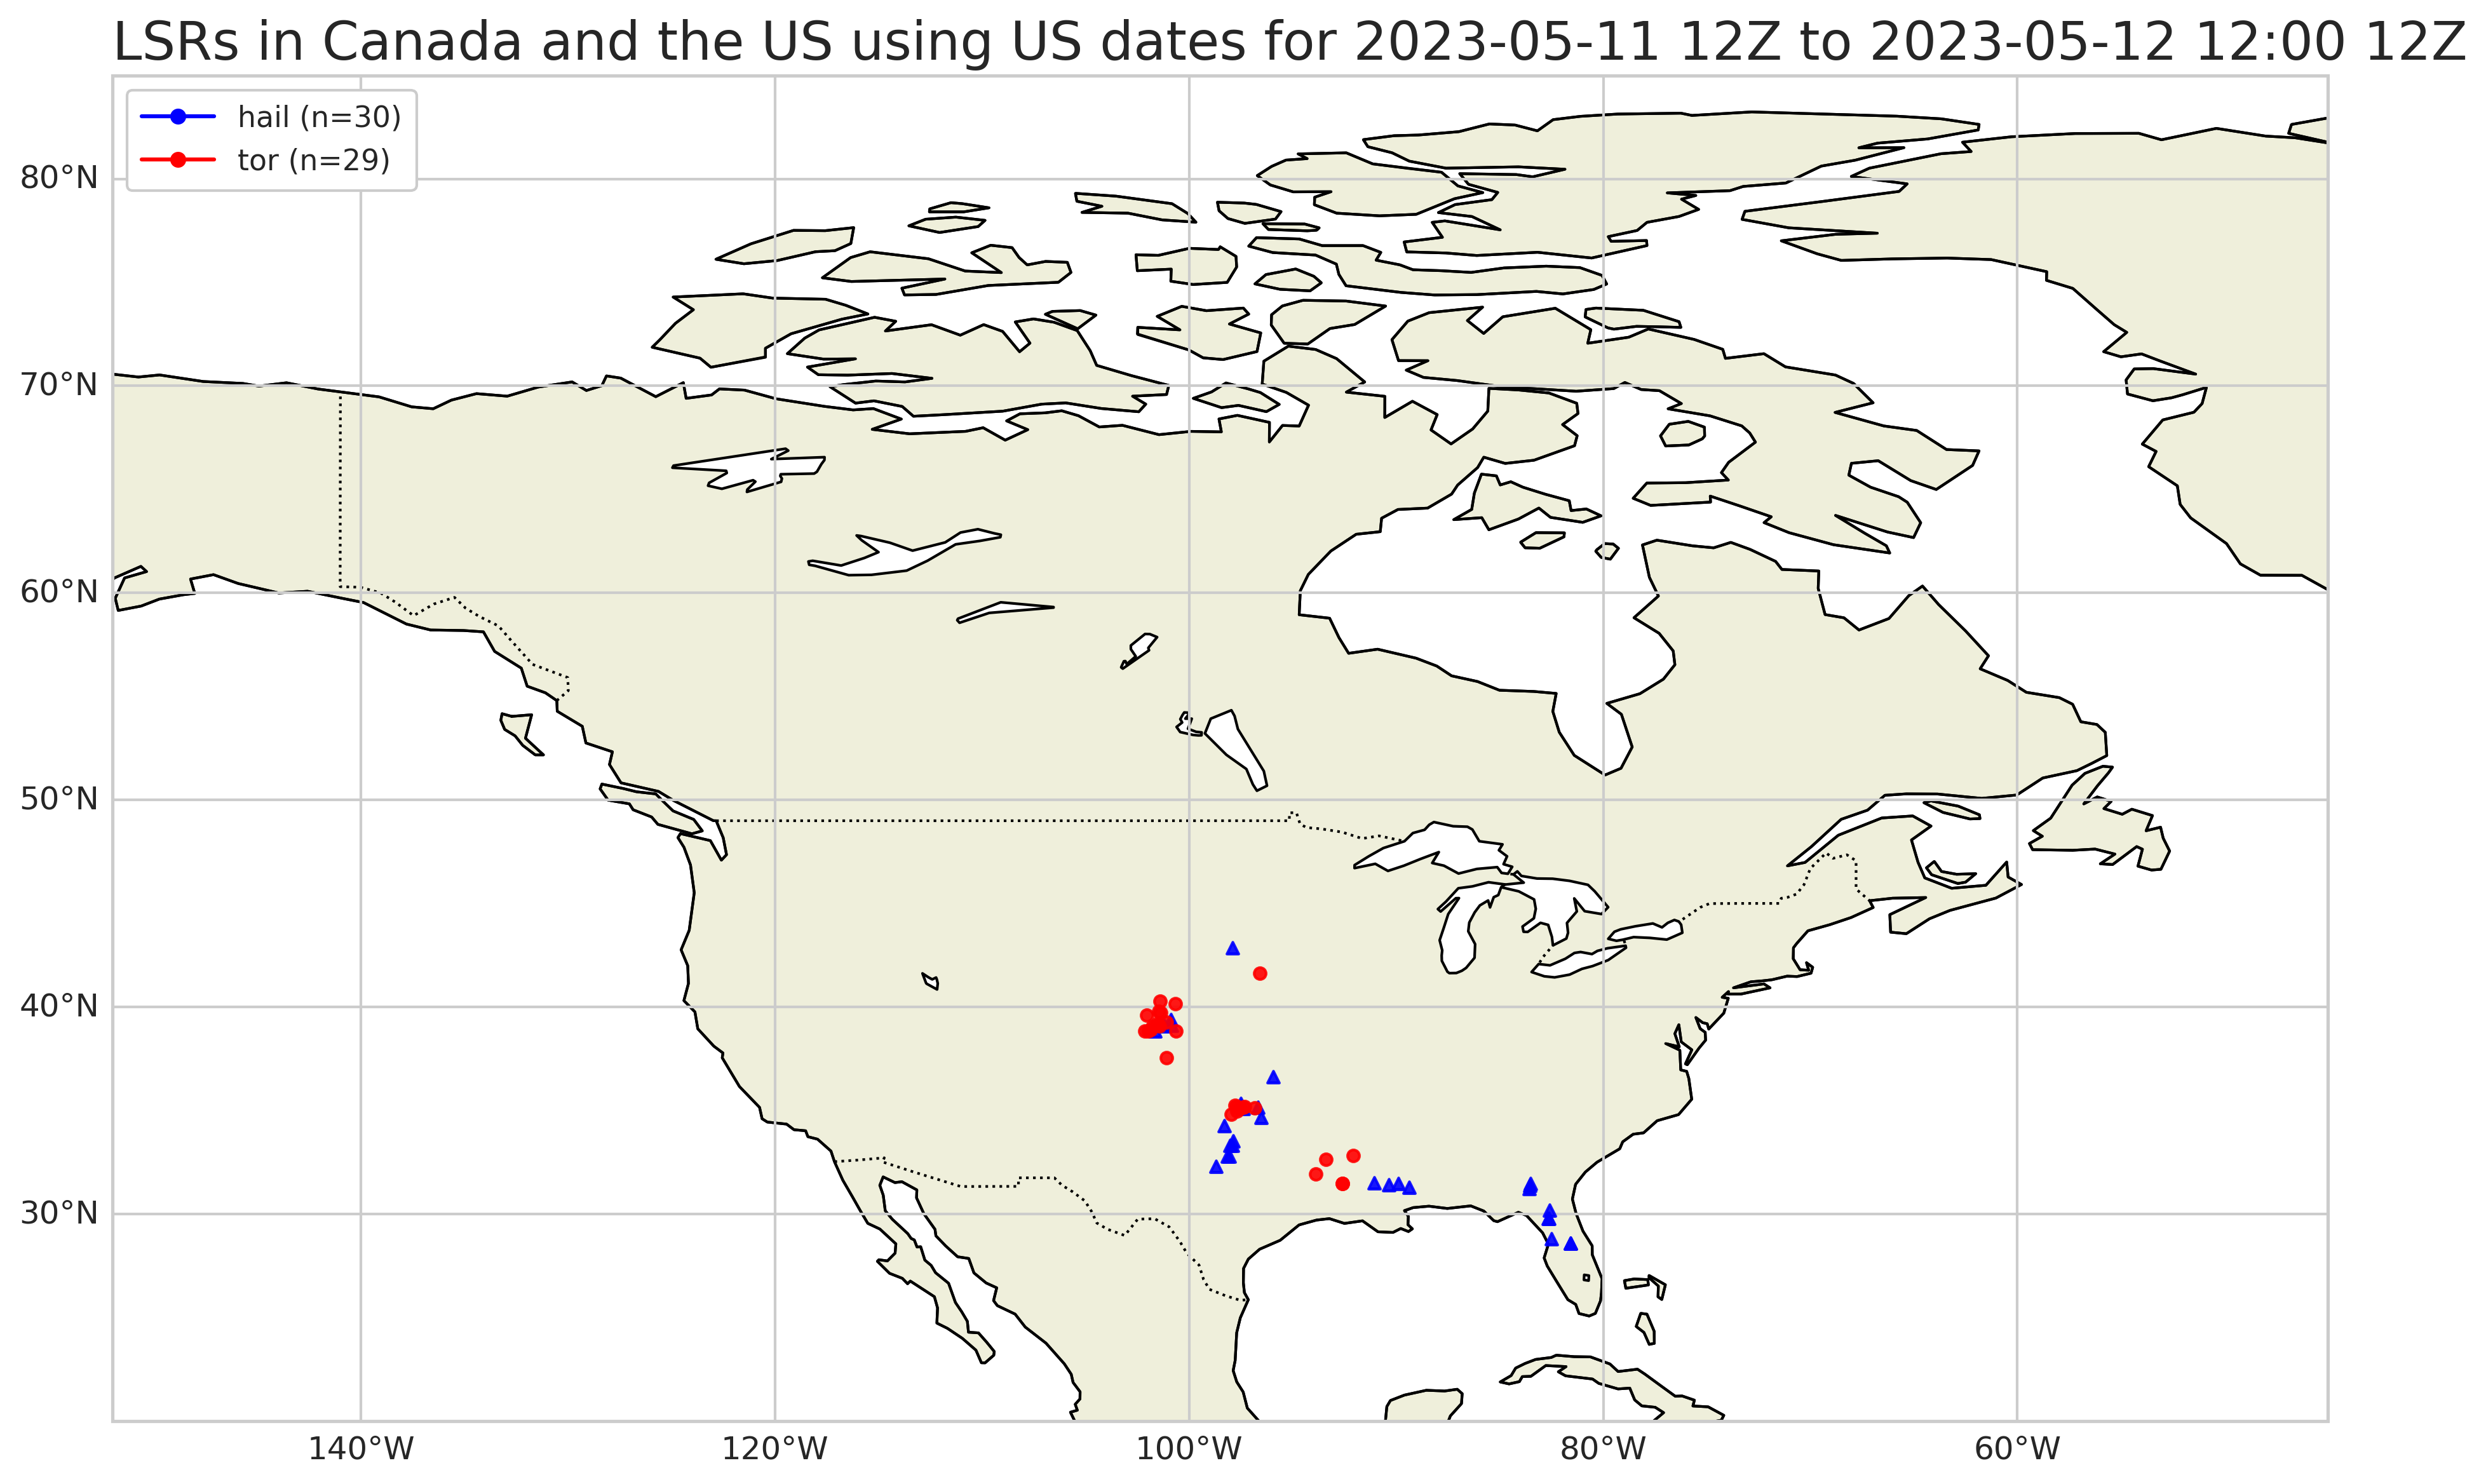 LSRs in Canada and the US using US dates for 2023-05-11 12Z to 2023-05-12 12:00 12Z
hail (n=30)
tor (n=29)
80°N
70°N
60°N
50°N
40°N
30°N
140°W 120°W 100°W 80°W 60°W